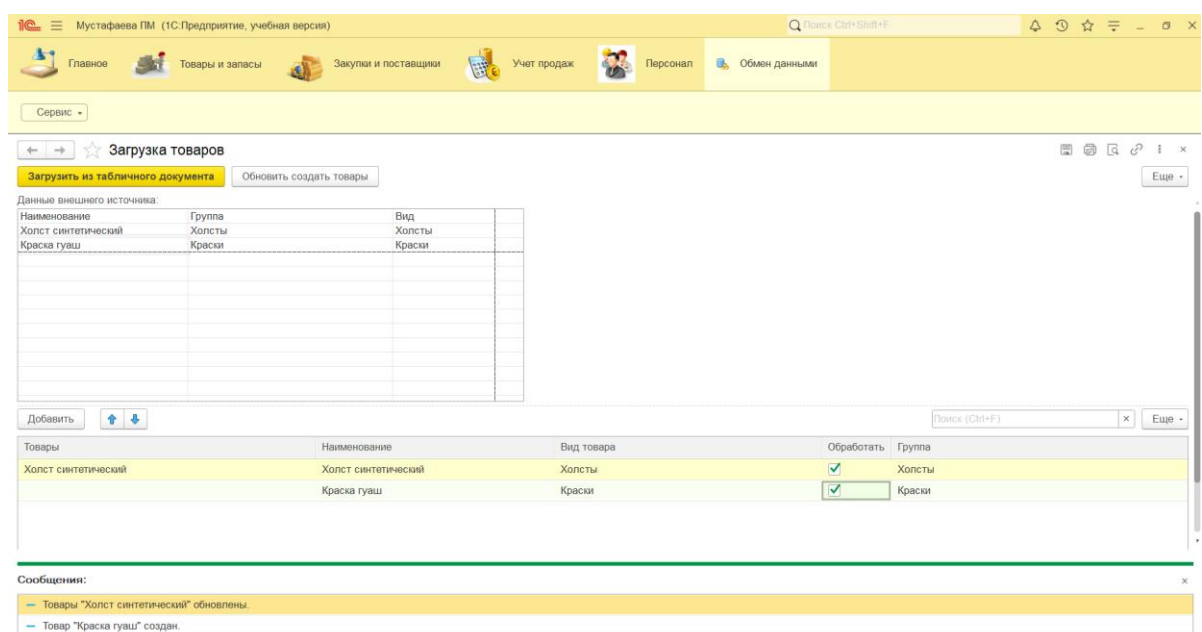 1С Мустафаева ПМ (1С:Предприятие, учебная версия) Поиск Ctrl+Shift+F
Главное Товары и запасы Закупки и поставщики Учет продаж Персонал Обмен данными
Сервис
Загрузка товаров
Загрузить из табличного документа Обновить создать товары Еще
Данные внешнего источника:
Наименование Группа Вид
Холст синтетический Холсты Холсты
Краска гуаш Краски Краски
Добавить Поиск (Ctrl+F) × Еще
Товары Наименование Вид товара Обработать Группа
Холст синтетический Холст синтетический Холсты Холсты
Краска гуаш Краски Краски
Сообщения:
Товары "Холст синтетический" обновлены.
Товар "Краска гуаш" создан.